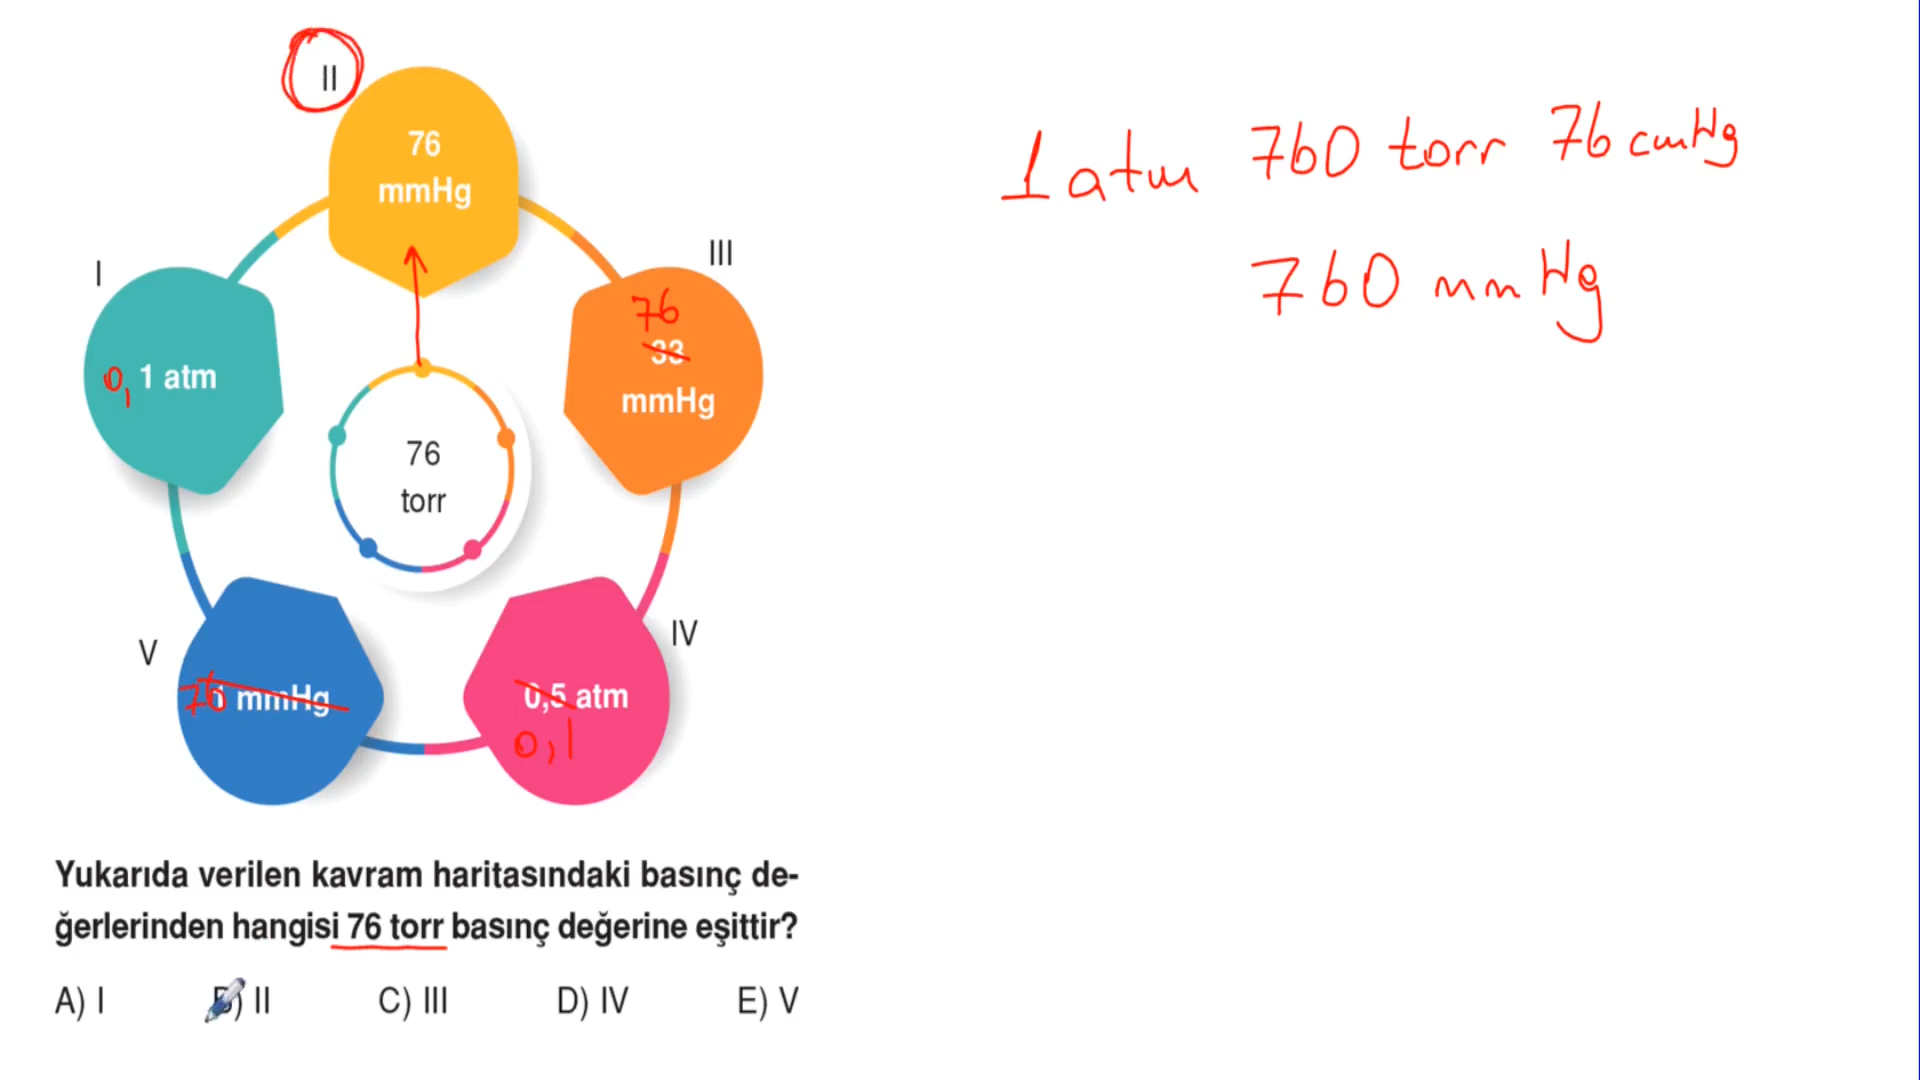 II
76
mmHg
I
0, 1 atm
III
76
33
mmHg
76
torr
V
76 1 mmHg
IV
0,5 atm
0,1
1 atm 760 torr 76 cmHg
760 mmHg
Yukarıda verilen kavram haritasındaki basınç de-
ğerlerinden hangisi 76 torr basınç değerine eşittir?
A) I B) II C) III D) IV E) V